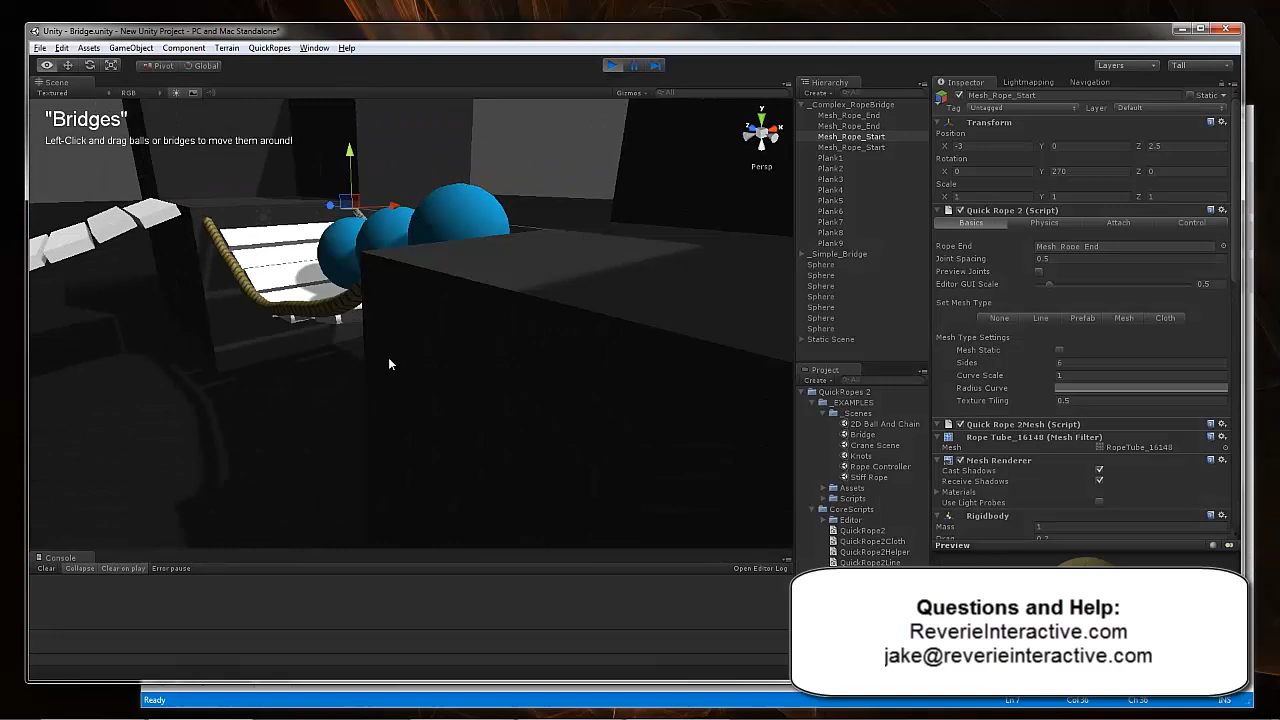 Unity - Bridge.unity - New Unity Project - PC and Mac Standalone*
File Edit Assets GameObject Component Terrain QuickRopes Window Help
Pivot Global
Layers Tall
Scene
Textured RGB Gizmos All
"Bridges"
Left-Click and drag balls or bridges to move them around!
y
x
z
Persp
Hierarchy
Create All
_Complex_RopeBridge
Mesh_Rope_End
Mesh_Rope_End
Mesh_Rope_Start
Mesh_Rope_Start
Plank1
Plank2
Plank3
Plank4
Plank5
Plank6
Plank7
Plank8
Plank9
_Simple_Bridge
Sphere
Sphere
Sphere
Sphere
Sphere
Sphere
Sphere
Static Scene
Project
Create All
QuickRopes 2
_EXAMPLES
_Scenes
2D Ball And Chain
Bridge
Crane Scene
Knots
Rope Controller
Stiff Rope
Assets
Scripts
CoreScripts
Editor
QuickRope2
QuickRope2Cloth
QuickRope2Helper
QuickRope2Line
Inspector Lightmapping Navigation
Mesh_Rope_Start Static
Tag Untagged Layer Default
Transform
Position
X -3 Y 0 Z 2.5
Rotation
X 0 Y 270 Z 0
Scale
X 1 Y 1 Z 1
Quick Rope 2 (Script)
Basics Physics Attach Control
Rope End Mesh_Rope_End
Joint Spacing 0.5
Preview Joints
Editor GUI Scale 0.5
Set Mesh Type
None Line Prefab Mesh Cloth
Mesh Type Settings
Mesh Static
Sides 6
Curve Scale 1
Radius Curve
Texture Tiling 0.5
Quick Rope 2Mesh (Script)
Rope Tube_16148 (Mesh Filter)
Mesh RopeTube_16148
Mesh Renderer
Cast Shadows
Receive Shadows
Materials
Use Light Probes
Rigidbody
Mass 1
Preview
Console
Clear Collapse Clear on play Error pause Open Editor Log
Questions and Help:
ReverieInteractive.com
jake@reverieinteractive.com
Ready